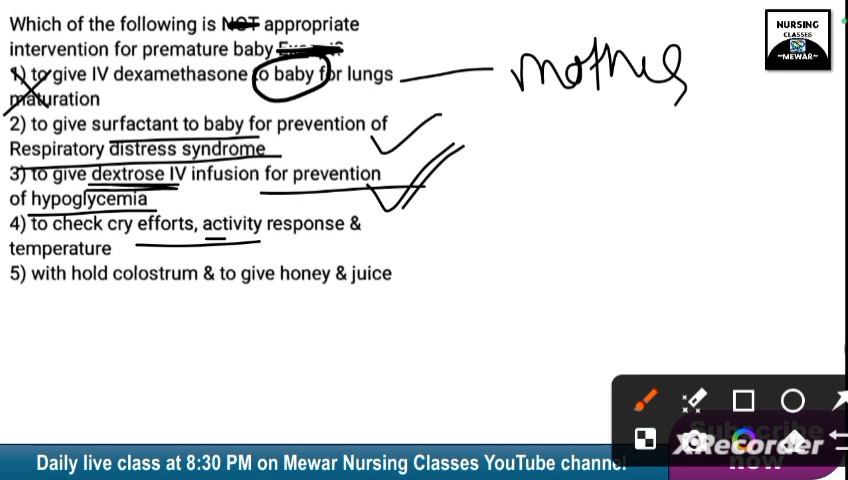 Which of the following is NOT appropriate
intervention for premature baby
1) to give IV dexamethasone to baby for lungs
maturation
mother
2) to give surfactant to baby for prevention of
Respiratory distress syndrome
3) to give dextrose IV infusion for prevention
of hypoglycemia
4) to check cry efforts, activity response &
temperature
5) with hold colostrum & to give honey & juice
NURSING
CLASSES
~MEWAR~
Subscribe
now
XRecorder
Daily live class at 8:30 PM on Mewar Nursing Classes YouTube channel